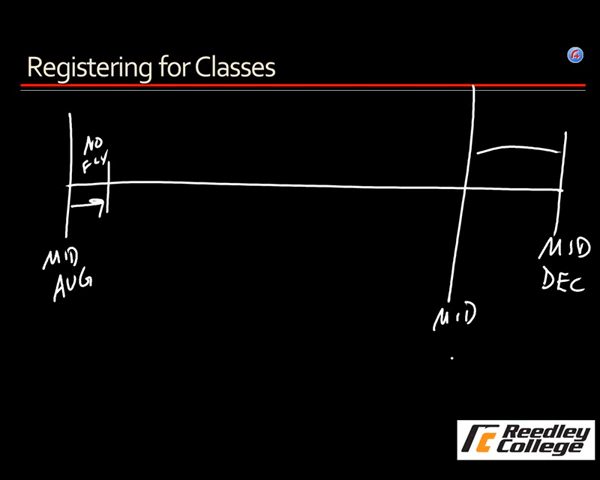 Registering for Classes
NO
FLY
MID
AUG
MID
DEC
MID
Reedley
College